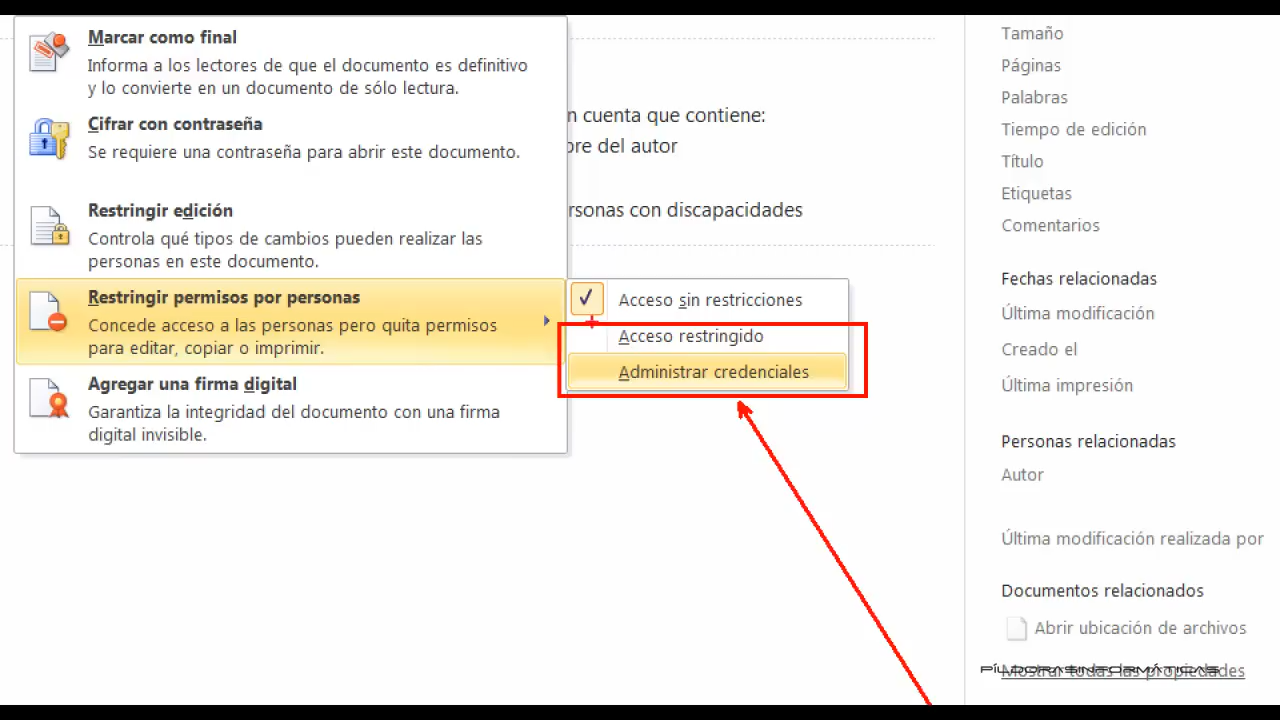 Marcar como final
Informa a los lectores de que el documento es definitivo
y lo convierte en un documento de sólo lectura.
Cifrar con contraseña
Se requiere una contraseña para abrir este documento.
Restringir edición
Controla qué tipos de cambios pueden realizar las
personas en este documento.
Restringir permisos por personas
Concede acceso a las personas pero quita permisos
para editar, copiar o imprimir.
Agregar una firma digital
Garantiza la integridad del documento con una firma
digital invisible.
Acceso sin restricciones
Acceso restringido
Administrar credenciales
n cuenta que contiene:
bre del autor
rsonas con discapacidades
Tamaño
Páginas
Palabras
Tiempo de edición
Título
Etiquetas
Comentarios
Fechas relacionadas
Última modificación
Creado el
Última impresión
Personas relacionadas
Autor
Última modificación realizada por
Documentos relacionados
Abrir ubicación de archivos
Mostrar todas las propiedades
PÍLDORASINFORMÁTICAS